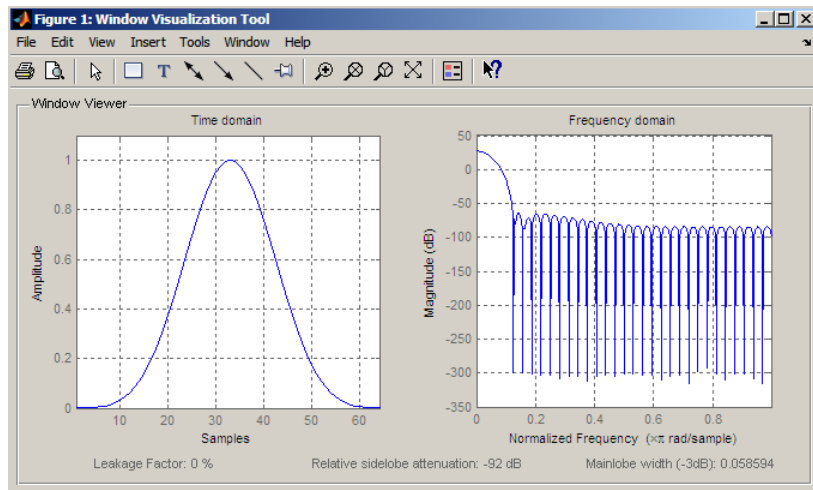 Figure 1: Window Visualization Tool
File Edit View Insert Tools Window Help
T
?
Window Viewer
Time domain
1
0.8
0.6
0.4
0.2
0
10 20 30 40 50 60
Amplitude
Samples
Frequency domain
50
0
-50
-100
-150
-200
-250
-300
-350
0 0.2 0.4 0.6 0.8
Magnitude (dB)
Normalized Frequency (×π rad/sample)
Leakage Factor: 0 % Relative sidelobe attenuation: -92 dB Mainlobe width (-3dB): 0.058594